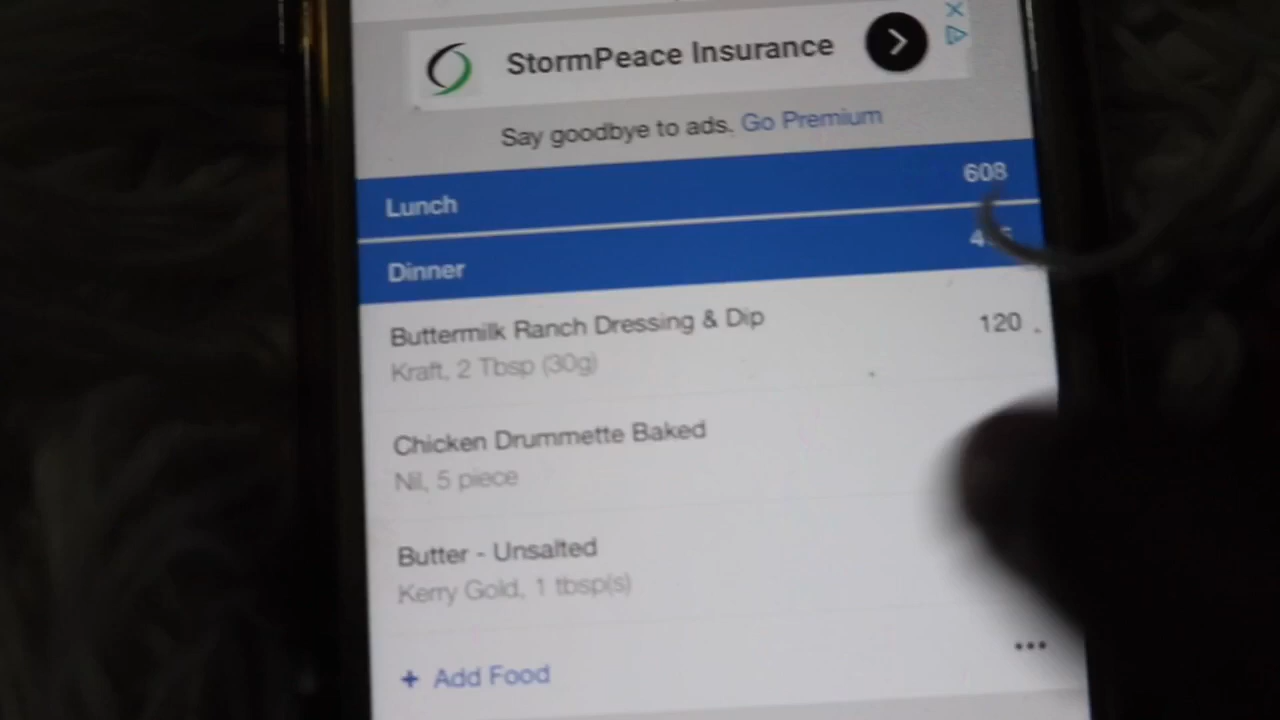 StormPeace Insurance
Say goodbye to ads. Go Premium
Lunch 608
Dinner
Buttermilk Ranch Dressing & Dip 120
Kraft, 2 Tbsp (30g)
Chicken Drummette Baked
Nil, 5 piece
Butter - Unsalted
Kerry Gold, 1 tbsp(s)
+ Add Food